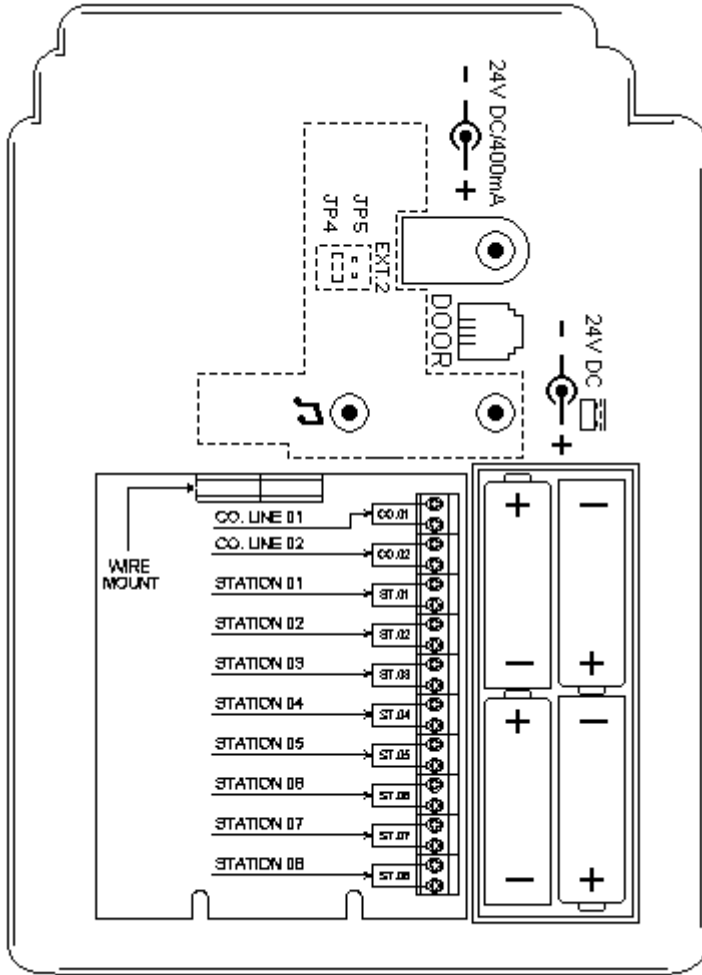 - 24V DC/400mA +
JP5
JP4
EXT.2
DOOR
- 24V DC +
WIRE
MOUNT
CO. LINE 01 CO.01
CO. LINE 02 CO.02
STATION 01 ST.01
STATION 02 ST.02
STATION 03 ST.03
STATION 04 ST.04
STATION 05 ST.05
STATION 06 ST.06
STATION 07 ST.07
STATION 08 ST.08
+ -
- +
+ -
- +